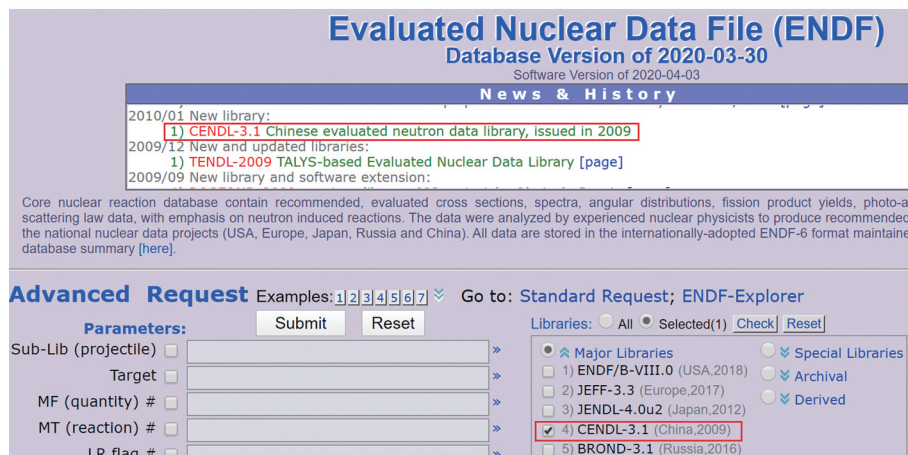 Evaluated Nuclear Data File (ENDF)
Database Version of 2020-03-30
Software Version of 2020-04-03
News & History
2010/01 New library:
1) CENDL-3.1 Chinese evaluated neutron data library, issued in 2009
2009/12 New and updated libraries:
1) TENDL-2009 TALYS-based Evaluated Nuclear Data Library [page]
2009/09 New library and software extension:
Core nuclear reaction database contain recommended, evaluated cross sections, spectra, angular distributions, fission product yields, photo-a
scattering law data, with emphasis on neutron induced reactions. The data were analyzed by experienced nuclear physicists to produce recommended
the national nuclear data projects (USA, Europe, Japan, Russia and China). All data are stored in the internationally-adopted ENDF-6 format maintaine
database summary [here].
Advanced Request Examples: 1 2 3 4 5 6 7 Go to: Standard Request; ENDF-Explorer
Parameters: Submit Reset Libraries: All Selected(1) Check Reset
Sub-Lib (projectile) » Major Libraries Special Libraries
Target » 1) ENDF/B-VIII.0 (USA,2018) Archival
MF (quantity) # » 2) JEFF-3.3 (Europe,2017) Derived
3) JENDL-4.0u2 (Japan,2012)
MT (reaction) # » 4) CENDL-3.1 (China,2009)
LR flag # » 5) BROND-3.1 (Russia,2016)